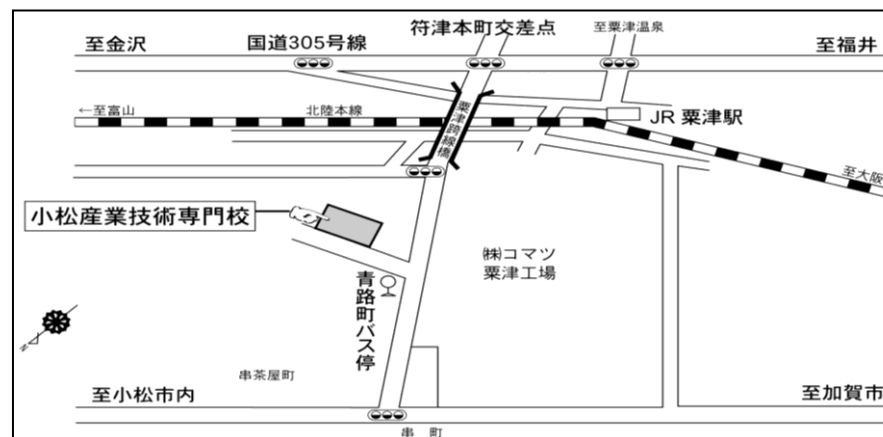 符津本町交差点
至金沢
国道305号線
至粟津温泉
至福井
←至富山
北陸本線
粟津跨線橋
JR 粟津駅
至大阪
小松産業技術専門校
㈱コマツ
粟津工場
青路町バス停
N
串茶屋町
至小松市内
至加賀市
串 町